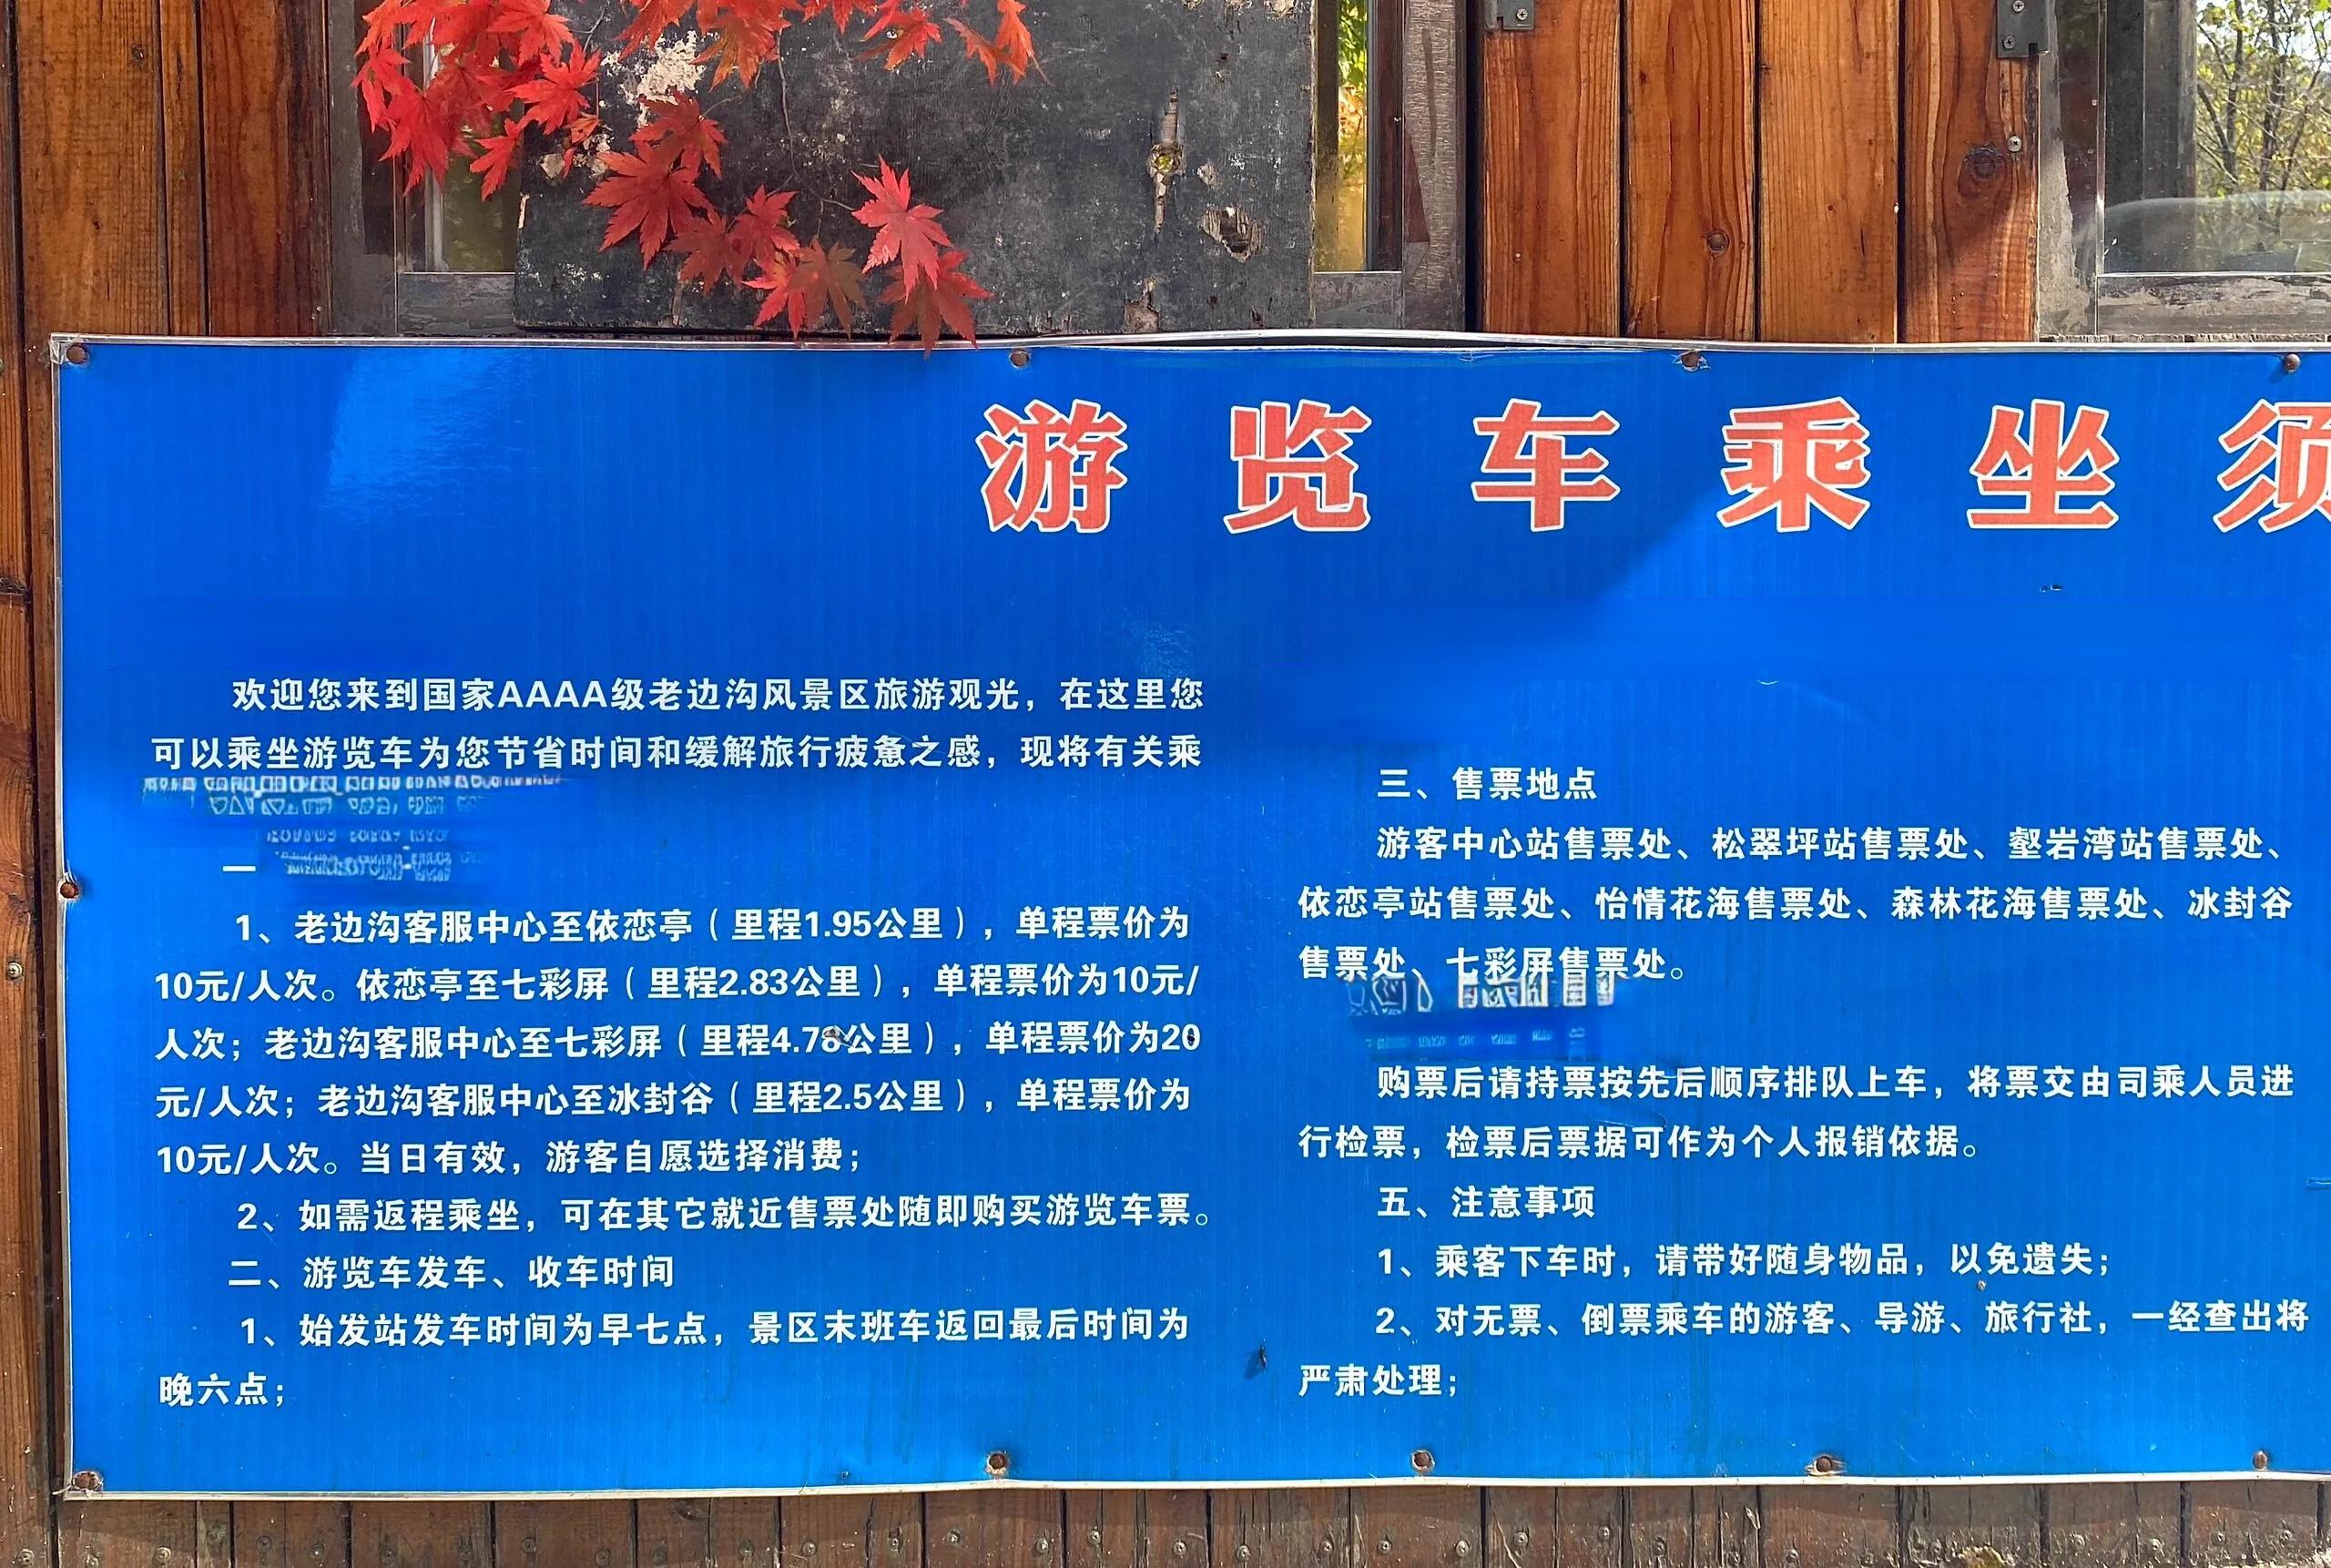 游览车乘坐须
欢迎您来到国家AAAA级老边沟风景区旅游观光，在这里您
可以乘坐游览车为您节省时间和缓解旅行疲惫之感，现将有关乘
一
1、老边沟客服中心至依恋亭（里程1.95公里），单程票价为
10元/人次。依恋亭至七彩屏（里程2.83公里），单程票价为10元/
人次；老边沟客服中心至七彩屏（里程4.78公里），单程票价为20
元/人次；老边沟客服中心至冰封谷（里程2.5公里），单程票价为
10元/人次。当日有效，游客自愿选择消费；
2、如需返程乘坐，可在其它就近售票处随即购买游览车票。
二、游览车发车、收车时间
1、始发站发车时间为早七点，景区末班车返回最后时间为
晚六点；
三、售票地点
游客中心站售票处、松翠坪站售票处、壑岩湾站售票处、
依恋亭站售票处、怡情花海售票处、森林花海售票处、冰封谷
售票处、七彩屏售票处。
购票后请持票按先后顺序排队上车，将票交由司乘人员进
行检票，检票后票据可作为个人报销依据。
五、注意事项
1、乘客下车时，请带好随身物品，以免遗失；
2、对无票、倒票乘车的游客、导游、旅行社，一经查出将
严肃处理；